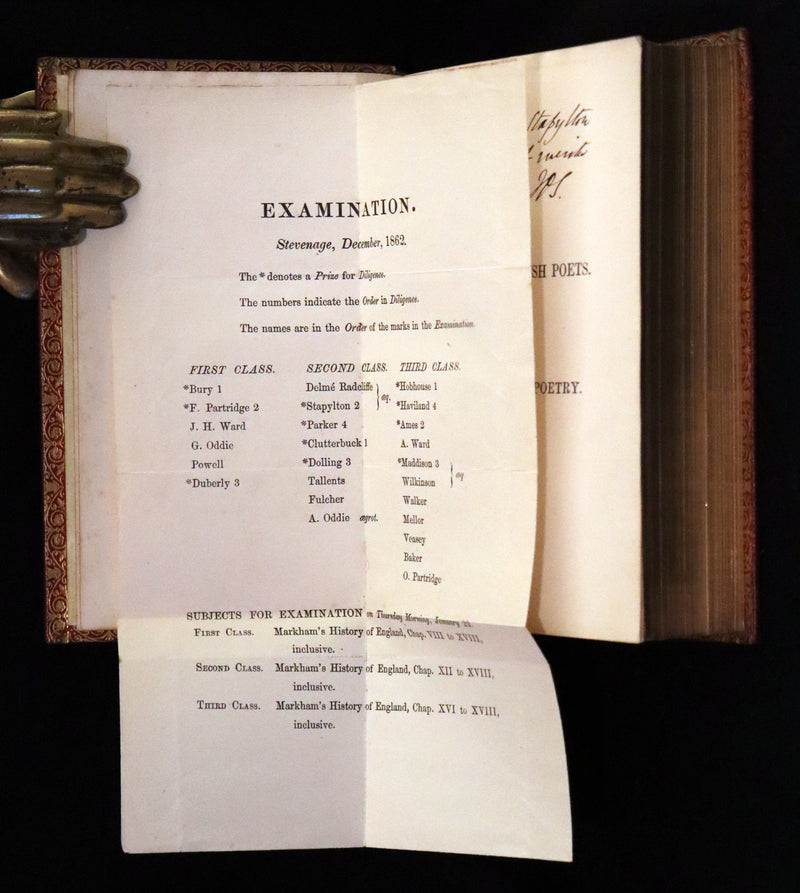 EXAMINATION.
Stevenage, December, 1862.
The * denotes a Prize for Diligence.
The numbers indicate the Order in Diligence.
The names are in the Order of the marks in the Examination.
FIRST CLASS.
*Bury 1
*F. Partridge 2
J. H. Ward
G. Oddie
Powell
*Duberly 3
SECOND CLASS.
Delmé Radcliffe
*Stapylton 2
} æq.
*Parker 4
*Clutterbuck 1
*Dolling 3
Tallents
Fulcher
A. Oddie ægrot.
THIRD CLASS.
*Hobhouse 1
*Haviland 4
*Ames 2
A. Ward
*Maddison 3
Wilkinson
} æq
Walker
Mellor
Veasey
Baker
O. Partridge
SUBJECTS FOR EXAMINATION on Thursday Morning, January
FIRST CLASS. Markham's History of England, Chap. VIII to XVIII,
inclusive.
SECOND CLASS. Markham's History of England, Chap. XII to XVIII,
inclusive.
THIRD CLASS. Markham's History of England, Chap. XVI to XVIII,
inclusive.
Stapylton
SH POETS.
POETRY.